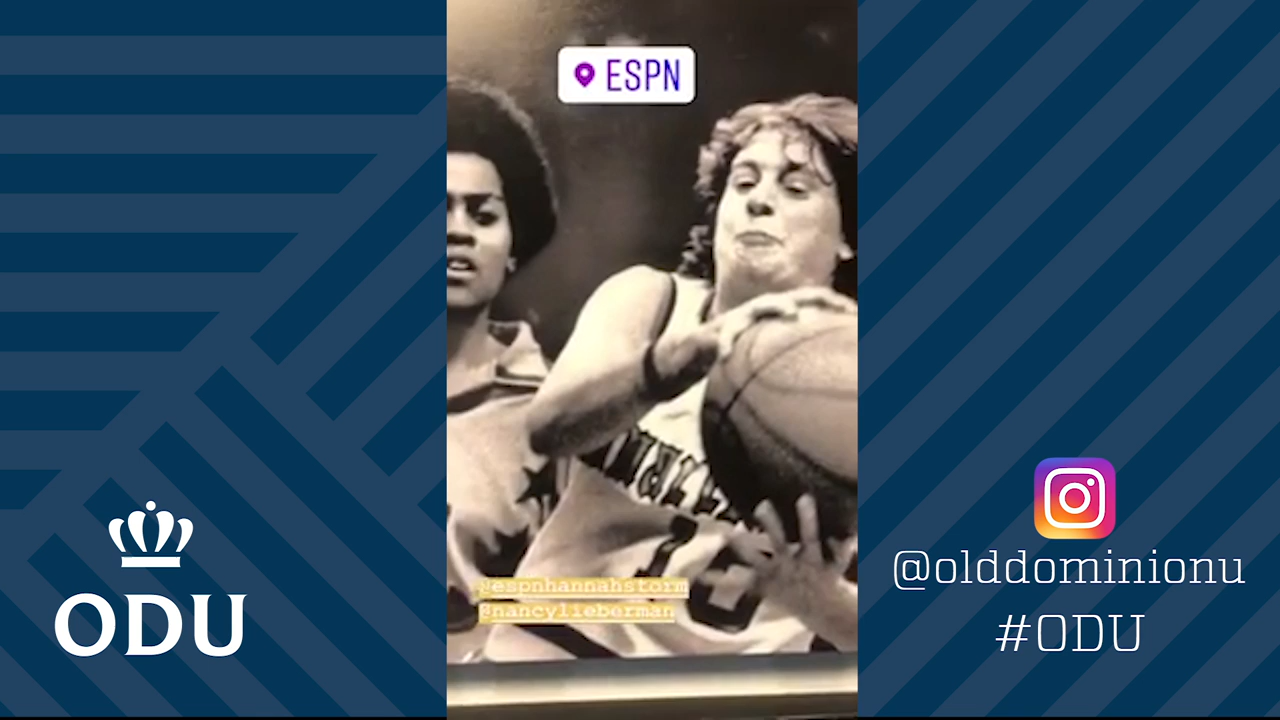 ESPN
@espnhannahstorm
@nancylieberman
ODU
@olddominionu
#ODU